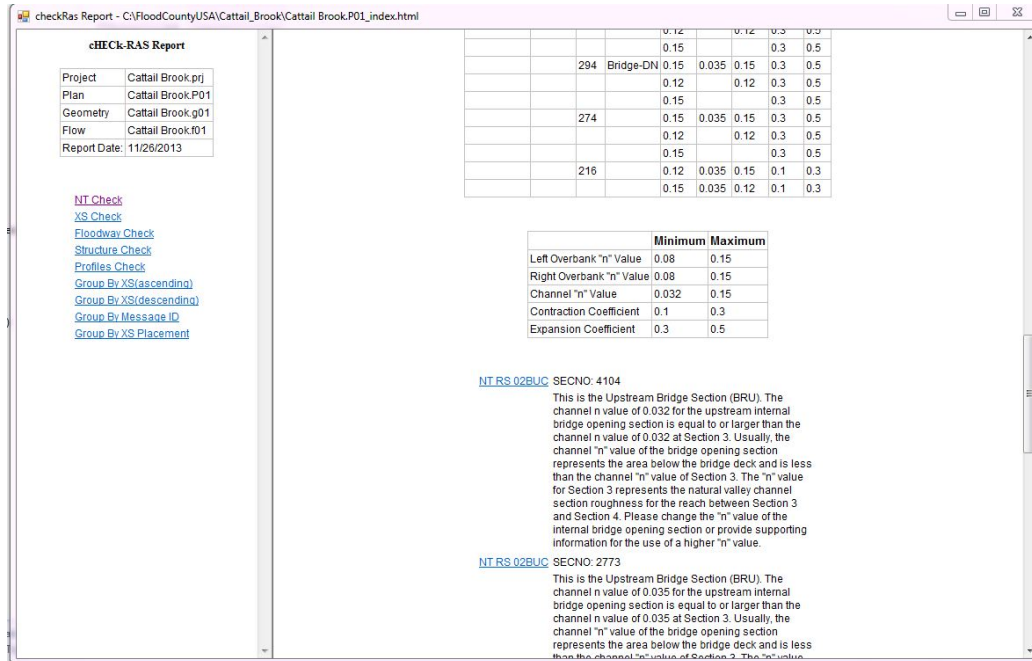 checkRas Report - C:\FloodCountyUSA\Cattail_Brook\Cattail Brook.P01_index.html
cHECk-RAS Report
Project Cattail Brook.prj
Plan Cattail Brook.P01
Geometry Cattail Brook.g01
Flow Cattail Brook.f01
Report Date: 11/26/2013
NT Check
XS Check
Floodway Check
Structure Check
Profiles Check
Group By XS(ascending)
Group By XS(descending)
Group By Message ID
Group By XS Placement
0.12 0.12 0.3 0.5
0.15 0.3 0.5
294 Bridge-DN 0.15 0.035 0.15 0.3 0.5
0.12 0.12 0.3 0.5
0.15 0.3 0.5
274 0.15 0.035 0.15 0.3 0.5
0.12 0.12 0.3 0.5
0.15 0.3 0.5
216 0.12 0.035 0.15 0.1 0.3
0.15 0.035 0.12 0.1 0.3
Minimum Maximum
Left Overbank "n" Value 0.08 0.15
Right Overbank "n" Value 0.08 0.15
Channel "n" Value 0.032 0.15
Contraction Coefficient 0.1 0.3
Expansion Coefficient 0.3 0.5
NT RS 02BUC SECNO: 4104
This is the Upstream Bridge Section (BRU). The
channel n value of 0.032 for the upstream internal
bridge opening section is equal to or larger than the
channel n value of 0.032 at Section 3. Usually, the
channel "n" value of the bridge opening section
represents the area below the bridge deck and is less
than the channel "n" value of Section 3. The "n" value
for Section 3 represents the natural valley channel
section roughness for the reach between Section 3
and Section 4. Please change the "n" value of the
internal bridge opening section or provide supporting
information for the use of a higher "n" value.
NT RS 02BUC SECNO: 2773
This is the Upstream Bridge Section (BRU). The
channel n value of 0.035 for the upstream internal
bridge opening section is equal to or larger than the
channel n value of 0.035 at Section 3. Usually, the
channel "n" value of the bridge opening section
represents the area below the bridge deck and is less
than the channel "n" value of Section 3. The "n" value